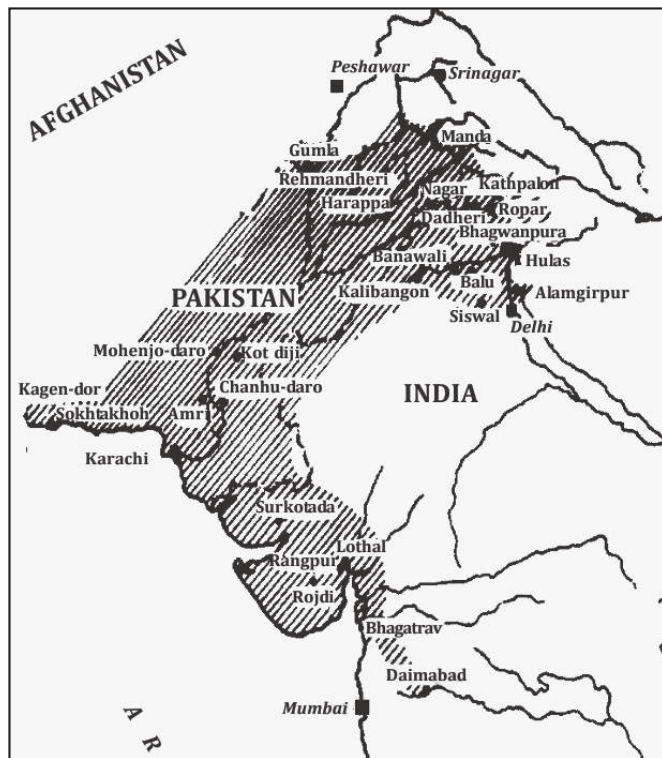 AFGHANISTAN
Peshawar
Srinagar
Manda
Gumla
Rehmandheri
Nagar
Kathpalon
Harappa
Ropar
Dadheri
Bhagwanpura
Banawali
Hulas
Balu
Kalibangon
Alamgirpur
PAKISTAN
Siswal
Delhi
Mohenjo-daro
Kot diji
Kagen-dor
Chanhu-daro
INDIA
Sokhtakhoh
Amri
Karachi
Surkotada
Lothal
Rangpur
Rojdi
Bhagatrav
Daimabad
Mumbai
A R